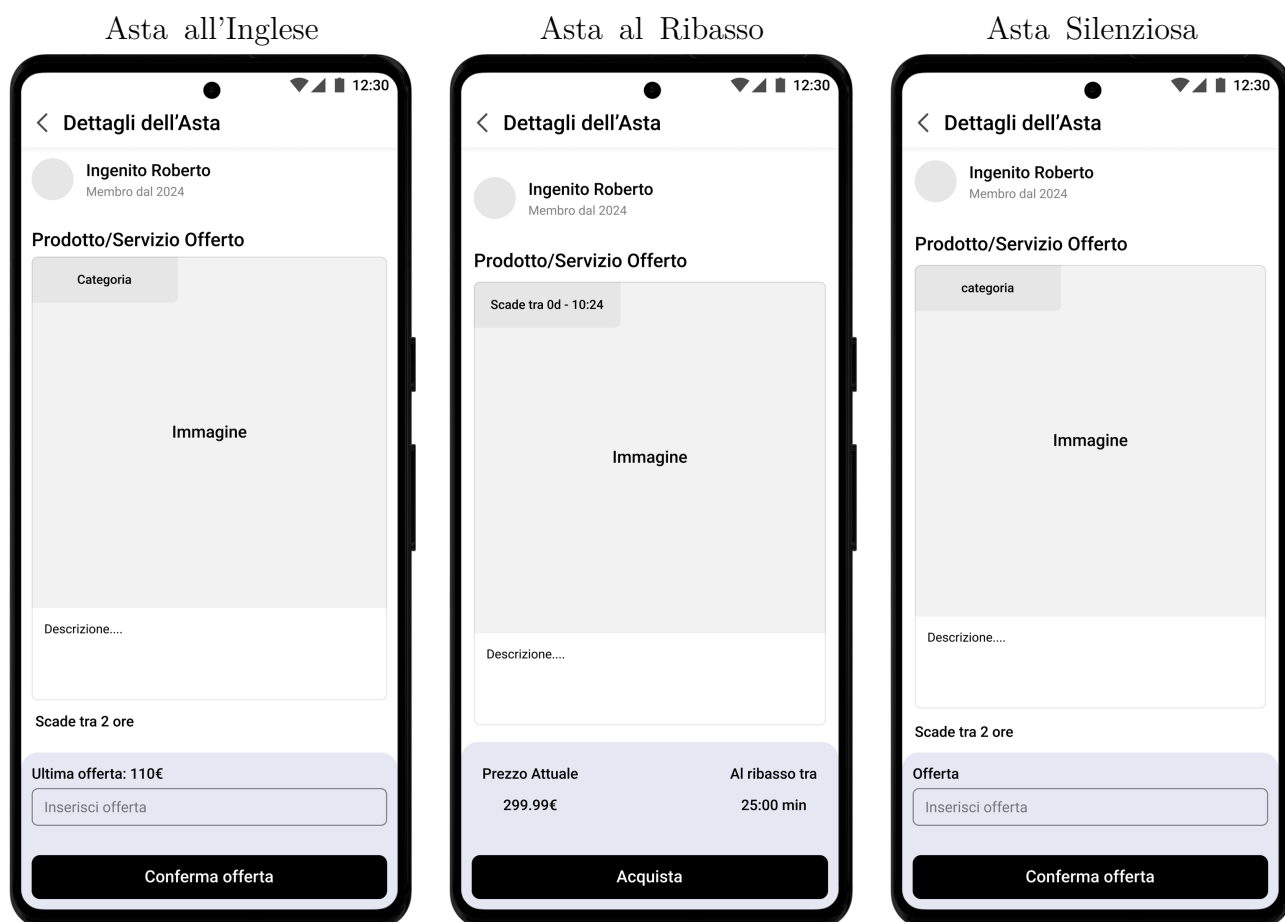 Asta all'Inglese
12:30
Dettagli dell'Asta
Ingenito Roberto
Membro dal 2024
Prodotto/Servizio Offerto
Categoria
Immagine
Descrizione....
Scade tra 2 ore
Ultima offerta: 110€
Inserisci offerta
Conferma offerta
Asta al Ribasso
12:30
Dettagli dell'Asta
Ingenito Roberto
Membro dal 2024
Prodotto/Servizio Offerto
Scade tra 0d - 10:24
Immagine
Descrizione....
Prezzo Attuale
Al ribasso tra
299.99€
25:00 min
Acquista
Asta Silenziosa
12:30
Dettagli dell'Asta
Ingenito Roberto
Membro dal 2024
Prodotto/Servizio Offerto
categoria
Immagine
Descrizione....
Scade tra 2 ore
Offerta
Inserisci offerta
Conferma offerta